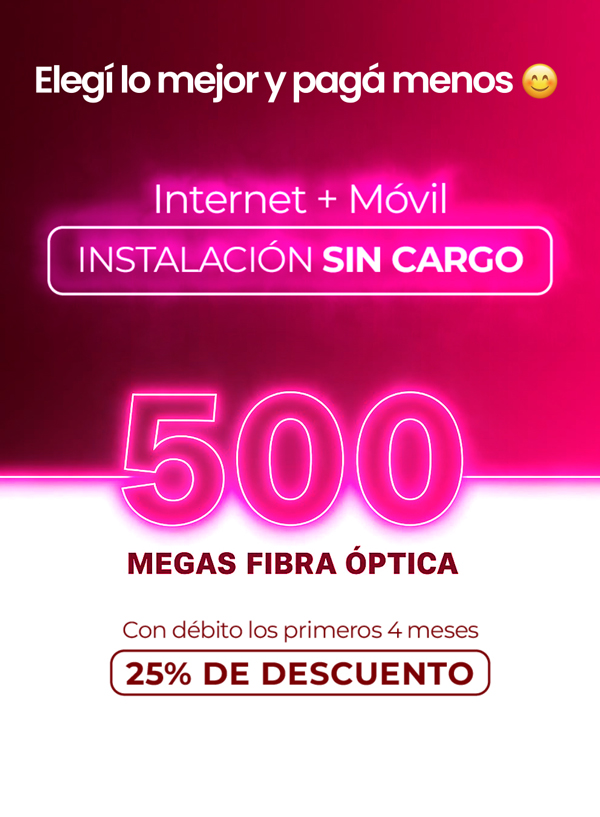 Elegí lo mejor y pagá menos 😊
Internet + Móvil
INSTALACIÓN SIN CARGO
500
MEGAS FIBRA ÓPTICA
Con débito los primeros 4 meses
25% DE DESCUENTO